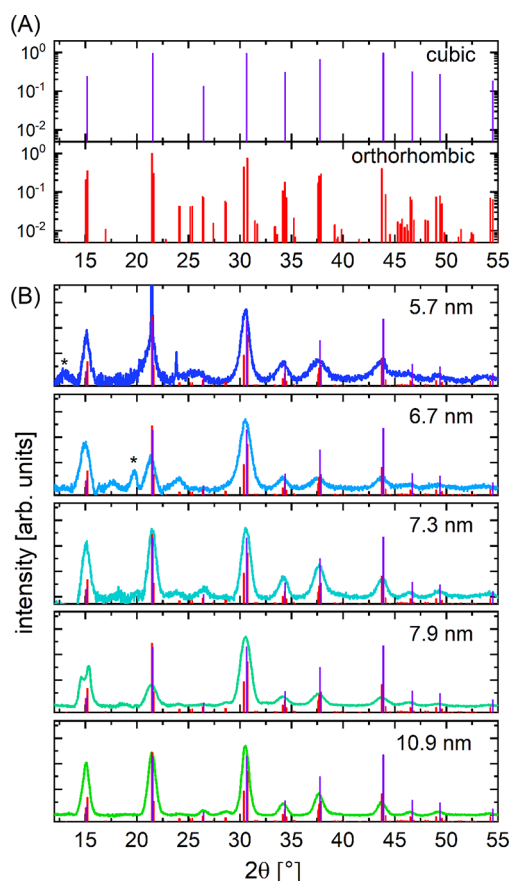 (A)
cubic
10⁰
10⁻¹
10⁻²
orthorhombic
10⁰
10⁻¹
10⁻²
15 20 25 30 35 40 45 50 55
(B)
5.7 nm
*
6.7 nm
*
7.3 nm
7.9 nm
10.9 nm
intensity [arb. units]
15 20 25 30 35 40 45 50 55
2θ [°]